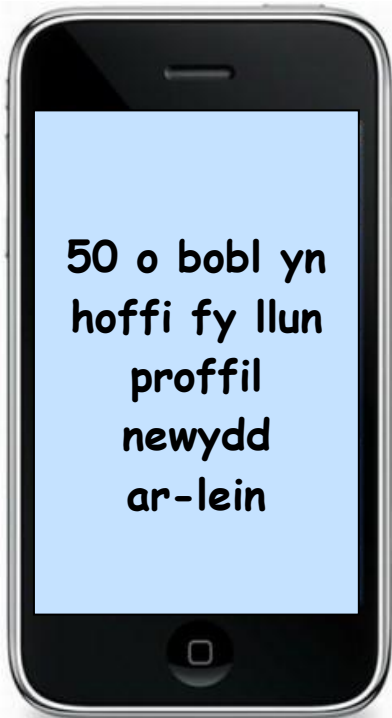 50 o bobl yn
hoffi fy llun
proffil
newydd
ar-lein